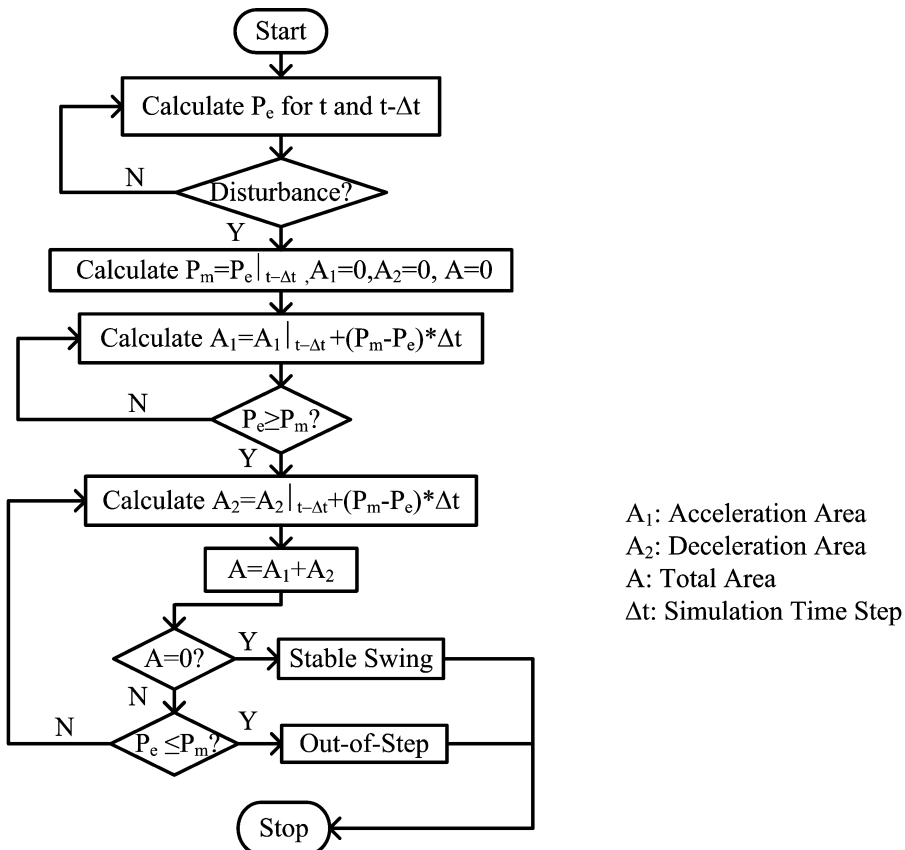 Start
Calculate Pe for t and t-Δt
N
Disturbance?
Y
Calculate Pm=Pe|t−Δt ,A1=0,A2=0, A=0
Calculate A1=A1|t−Δt+(Pm-Pe)*Δt
N
Pe≥Pm?
Y
Calculate A2=A2|t−Δt+(Pm-Pe)*Δt
A=A1+A2
A=0?
Y
Stable Swing
N
N
Pe ≤Pm?
Y
Out-of-Step
Stop
A1: Acceleration Area
A2: Deceleration Area
A: Total Area
Δt: Simulation Time Step